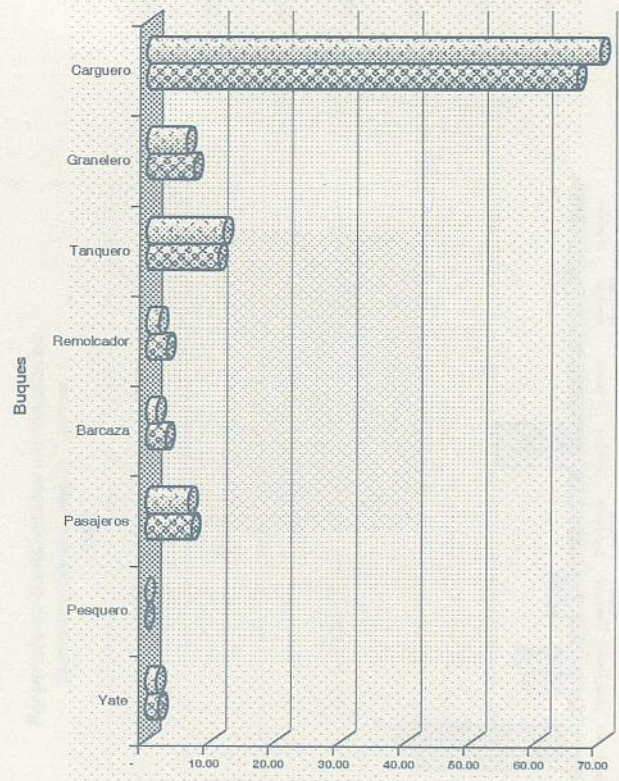 Buques
Carguero
Granelero
Tanquero
Remolcador
Barcaza
Pasajeros
Pesquero
Yate
- 10.00 20.00 30.00 40.00 50.00 60.00 70.00